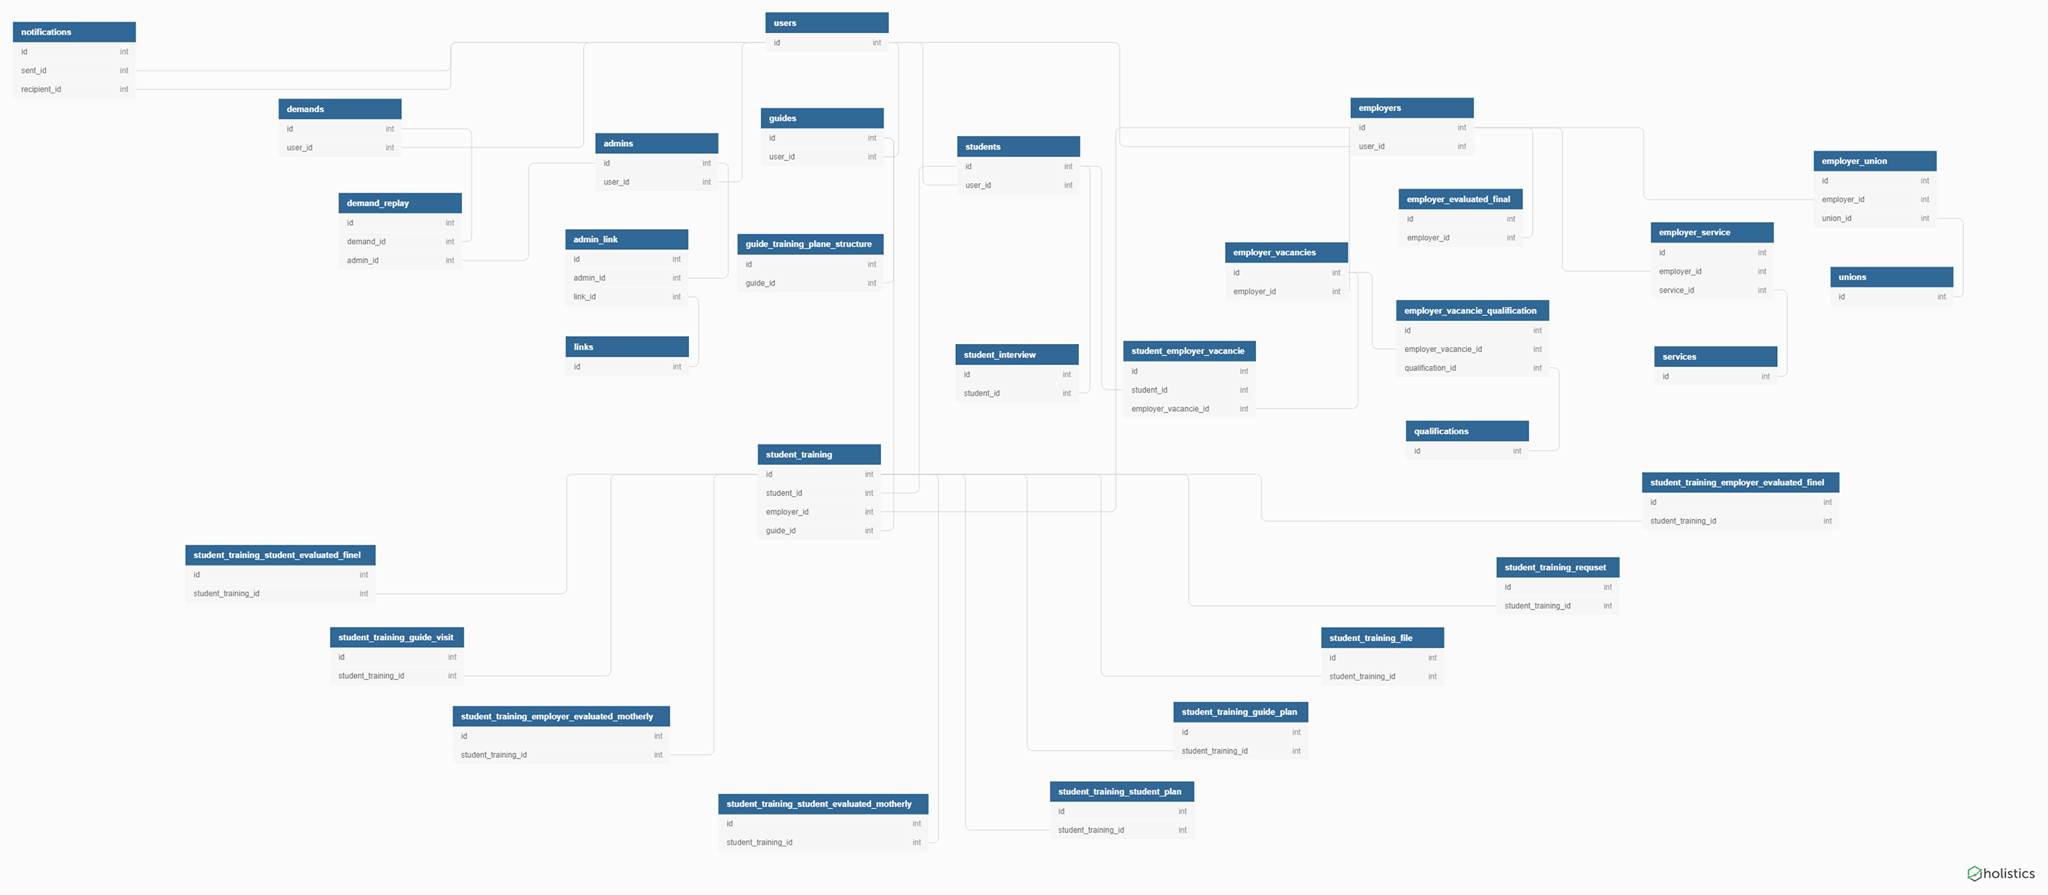 notifications
id int
sent_id int
recipient_id int
users
id int
demands
id int
user_id int
admins
id int
user_id int
guides
id int
user_id int
students
id int
user_id int
employers
id int
user_id int
employer_union
id int
employer_id int
union_id int
demand_replay
id int
demand_id int
admin_id int
admin_link
id int
admin_id int
link_id int
guide_training_plane_structure
id int
guide_id int
employer_evaluated_final
id int
employer_id int
employer_service
id int
employer_id int
service_id int
employer_vacancies
id int
employer_id int
unions
id int
employer_vacancie_qualification
id int
employer_vacancie_id int
qualification_id int
links
id int
student_interview
id int
student_id int
student_employer_vacancie
id int
student_id int
employer_vacancie_id int
services
id int
qualifications
id int
student_training
id int
student_id int
employer_id int
guide_id int
student_training_employer_evaluated_finel
id int
student_training_id int
student_training_student_evaluated_finel
id int
student_training_id int
student_training_requset
id int
student_training_id int
student_training_guide_visit
id int
student_training_id int
student_training_file
id int
student_training_id int
student_training_employer_evaluated_motherly
id int
student_training_id int
student_training_guide_plan
id int
student_training_id int
student_training_student_evaluated_motherly
id int
student_training_id int
student_training_student_plan
id int
student_training_id int
holistics